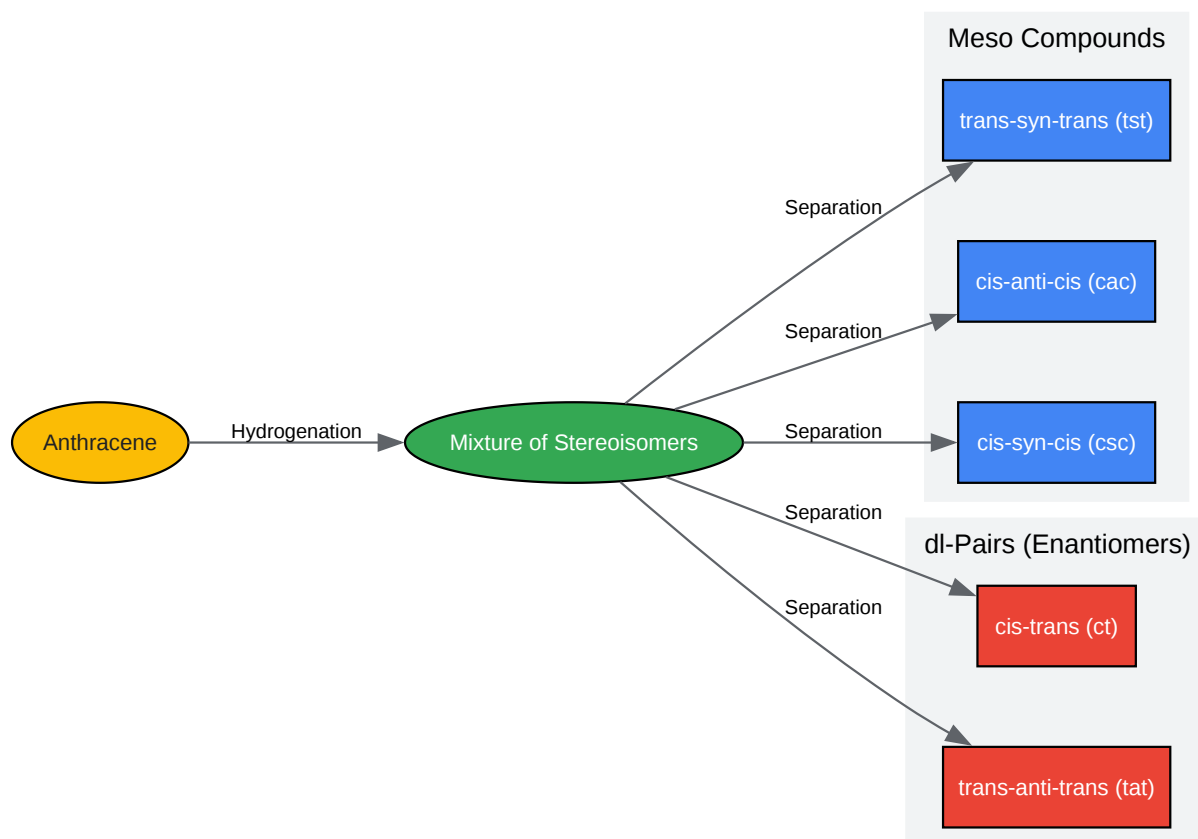 Meso Compounds
trans-syn-trans (tst)
Separation
cis-anti-cis (cac)
Separation
Anthracene
Hydrogenation
Mixture of Stereoisomers
Separation
cis-syn-cis (csc)
Separation
dl-Pairs (Enantiomers)
Separation
cis-trans (ct)
trans-anti-trans (tat)